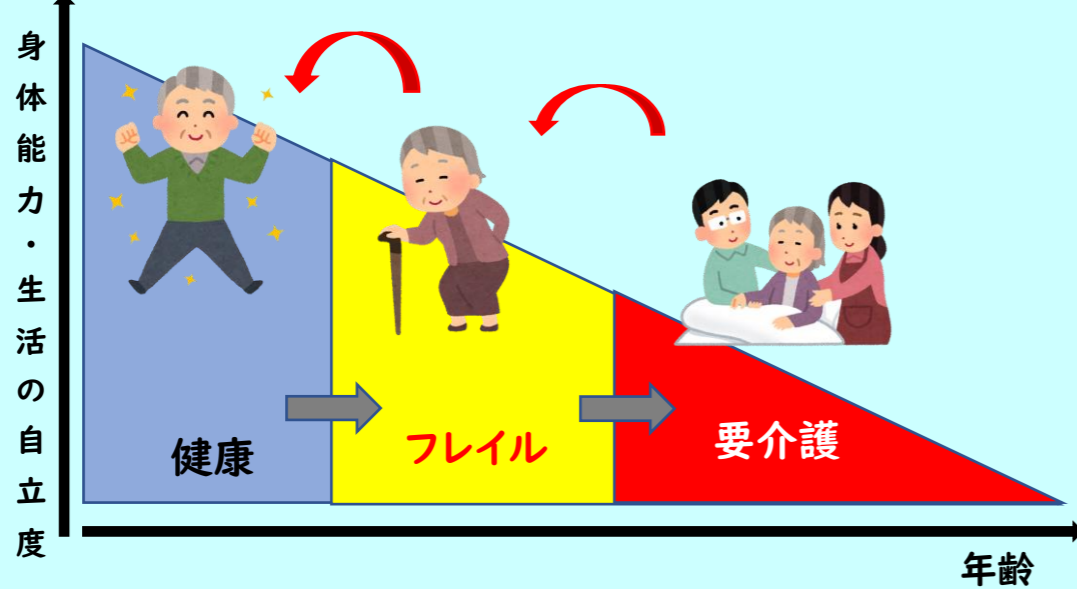 身体能力・生活の自立度
健康
フレイル
要介護
年齢